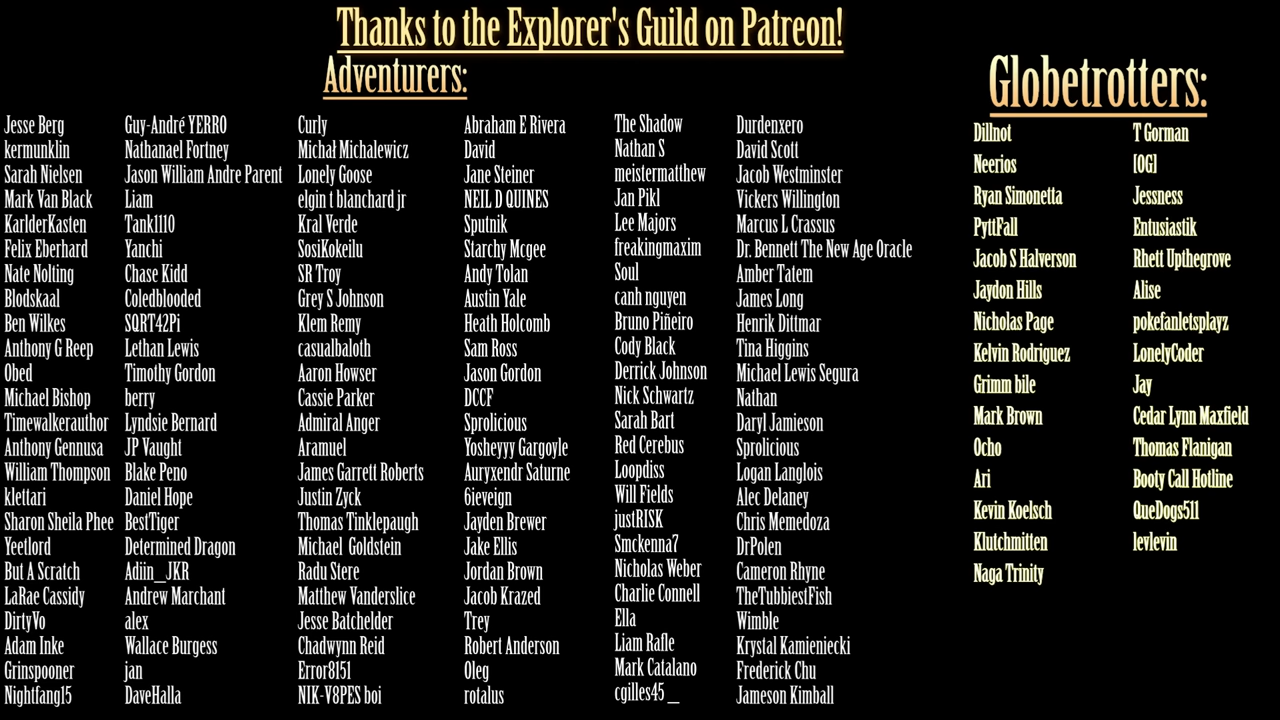 Thanks to the Explorer's Guild on Patreon!
Adventurers:
Jesse Berg
kermunklin
Sarah Nielsen
Mark Van Black
KarlderKasten
Felix Eberhard
Nate Nolting
Blodskaal
Ben Wilkes
Anthony G Reep
Obed
Michael Bishop
Timewalkerauthor
Anthony Gennusa
William Thompson
klettari
Sharon Sheila Phee
Yeetlord
But A Scratch
LaRae Cassidy
DirtyVo
Adam Inke
Grinspooner
Nightfang15
Guy-André YERRO
Nathanael Fortney
Jason William Andre Parent
Liam
Tank1110
Yanchi
Chase Kidd
Coledblooded
SQRT42Pi
Lethan Lewis
Timothy Gordon
berry
Lyndsie Bernard
JP Vaught
Blake Peno
Daniel Hope
BestTiger
Determined Dragon
Adiin_JKR
Andrew Marchant
alex
Wallace Burgess
jan
DaveHalla
Curly
Michał Michalewicz
Lonely Goose
elgin t blanchard jr
Kral Verde
SosiKokeilu
SR Troy
Grey S Johnson
Klem Remy
casualbaloth
Aaron Howser
Cassie Parker
Admiral Anger
Aramuel
James Garrett Roberts
Justin Zyck
Thomas Tinklepaugh
Michael Goldstein
Radu Stere
Matthew Vanderslice
Jesse Batchelder
Chadwynn Reid
Error8151
NIK-V8PES boi
Abraham E Rivera
David
Jane Steiner
NEIL D QUINES
Sputnik
Starchy Mcgee
Andy Tolan
Austin Yale
Heath Holcomb
Sam Ross
Jason Gordon
DCCF
Sprolicious
Yosheyyy Gargoyle
Auryxendr Saturne
6ieveign
Jayden Brewer
Jake Ellis
Jordan Brown
Jacob Krazed
Trey
Robert Anderson
Oleg
rotalus
The Shadow
Nathan S
meistermatthew
Jan Pikl
Lee Majors
freakingmaxim
Soul
canh nguyen
Bruno Piñeiro
Cody Black
Derrick Johnson
Nick Schwartz
Sarah Bart
Red Cerebus
Loopdiss
Will Fields
justRISK
Smckenna7
Nicholas Weber
Charlie Connell
Ella
Liam Rafle
Mark Catalano
cgilles45 _
Durdenxero
David Scott
Jacob Westminster
Vickers Willington
Marcus L Crassus
Dr. Bennett The New Age Oracle
Amber Tatem
James Long
Henrik Dittmar
Tina Higgins
Michael Lewis Segura
Nathan
Daryl Jamieson
Sprolicious
Logan Langlois
Alec Delaney
Chris Memedoza
DrPolen
Cameron Rhyne
TheTubbiestFish
Wimble
Krystal Kamieniecki
Frederick Chu
Jameson Kimball
Globetrotters:
Dillnot
Neerios
Ryan Simonetta
PyttFall
Jacob S Halverson
Jaydon Hills
Nicholas Page
Kelvin Rodriguez
Grimm bile
Mark Brown
Ocho
Ari
Kevin Koelsch
Klutchmitten
Naga Trinity
T Gorman
[OG]
Jessness
Entusiastik
Rhett Upthegrove
Alise
pokefanletsplayz
LonelyCoder
Jay
Cedar Lynn Maxfield
Thomas Flanigan
Booty Call Hotline
QueDogs511
levlevin